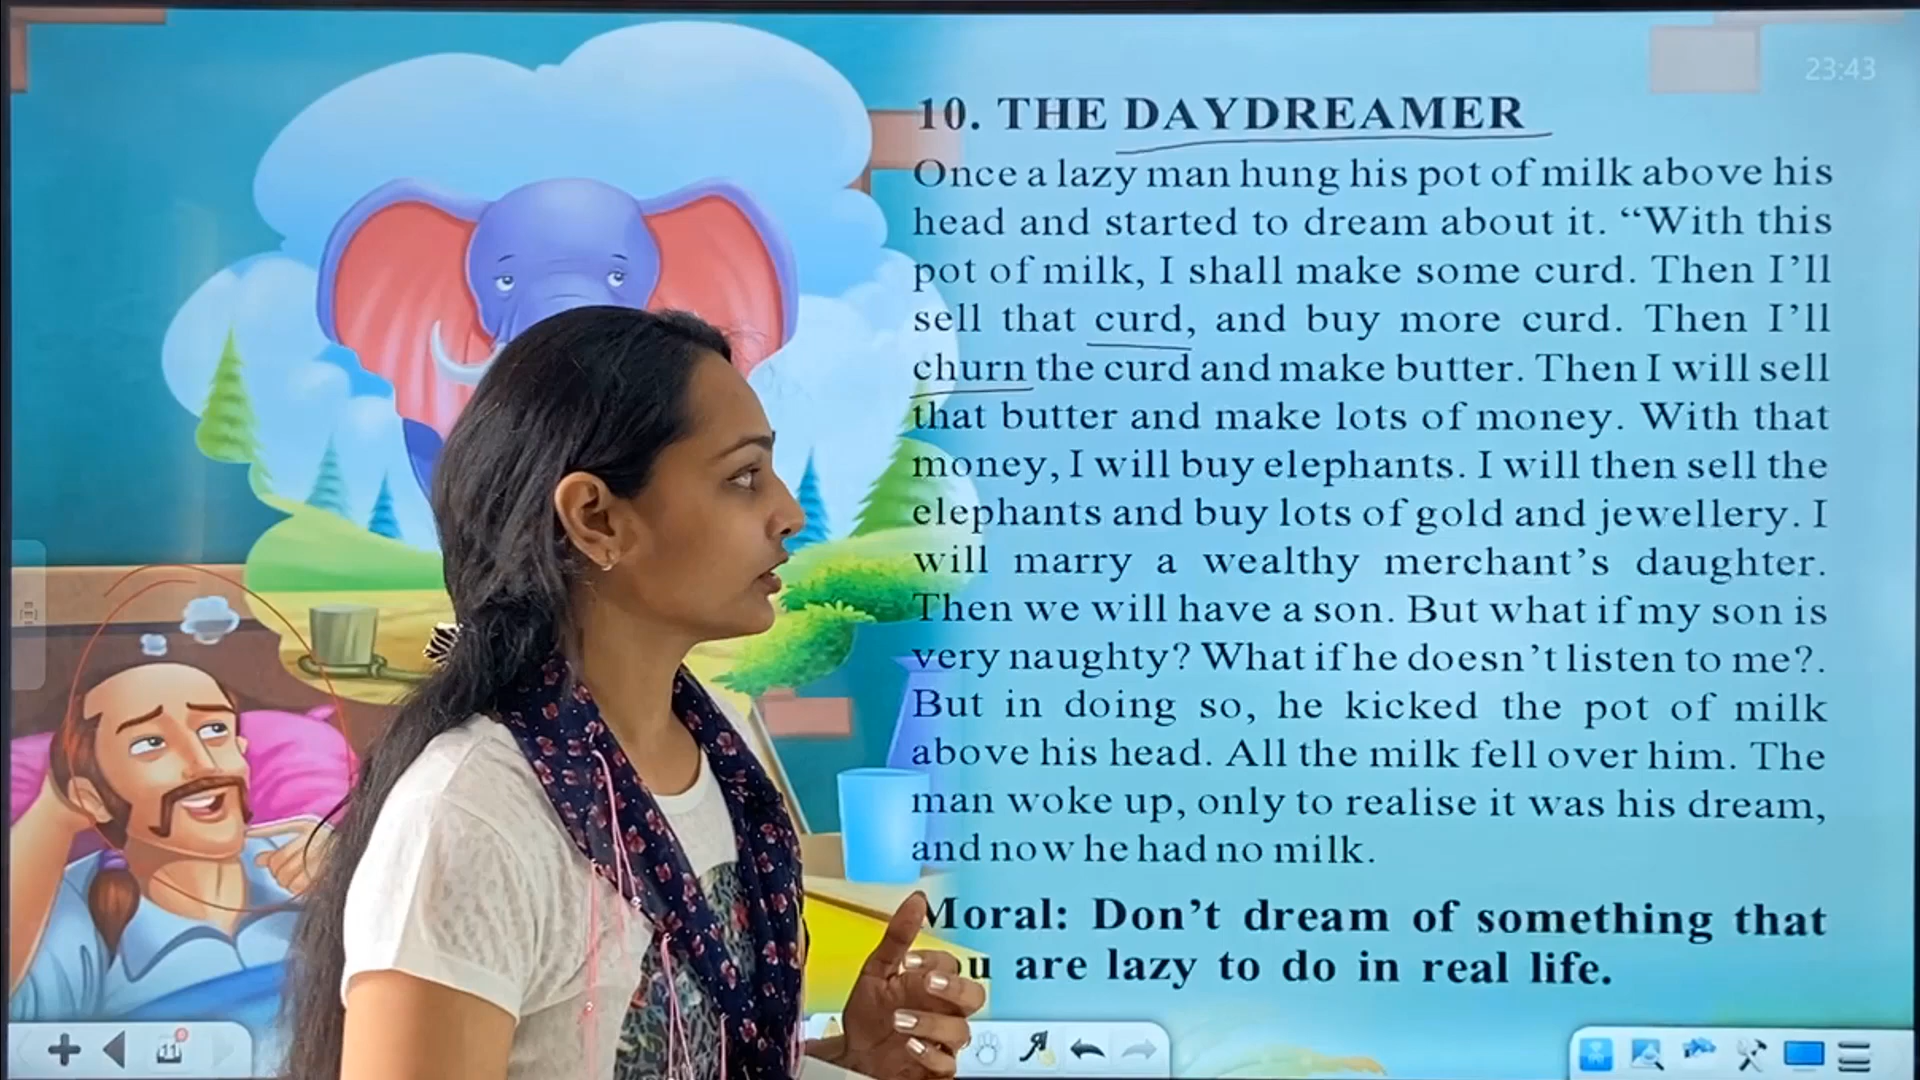 23:43
10. THE DAYDREAMER
Once a lazy man hung his pot of milk above his
head and started to dream about it. “With this
pot of milk, I shall make some curd. Then I’ll
sell that curd, and buy more curd. Then I’ll
churn the curd and make butter. Then I will sell
that butter and make lots of money. With that
money, I will buy elephants. I will then sell the
elephants and buy lots of gold and jewellery. I
will marry a wealthy merchant’s daughter.
Then we will have a son. But what if my son is
very naughty? What if he doesn’t listen to me?.
But in doing so, he kicked the pot of milk
above his head. All the milk fell over him. The
man woke up, only to realise it was his dream,
and now he had no milk.
Moral: Don’t dream of something that
are lazy to do in real life.
11